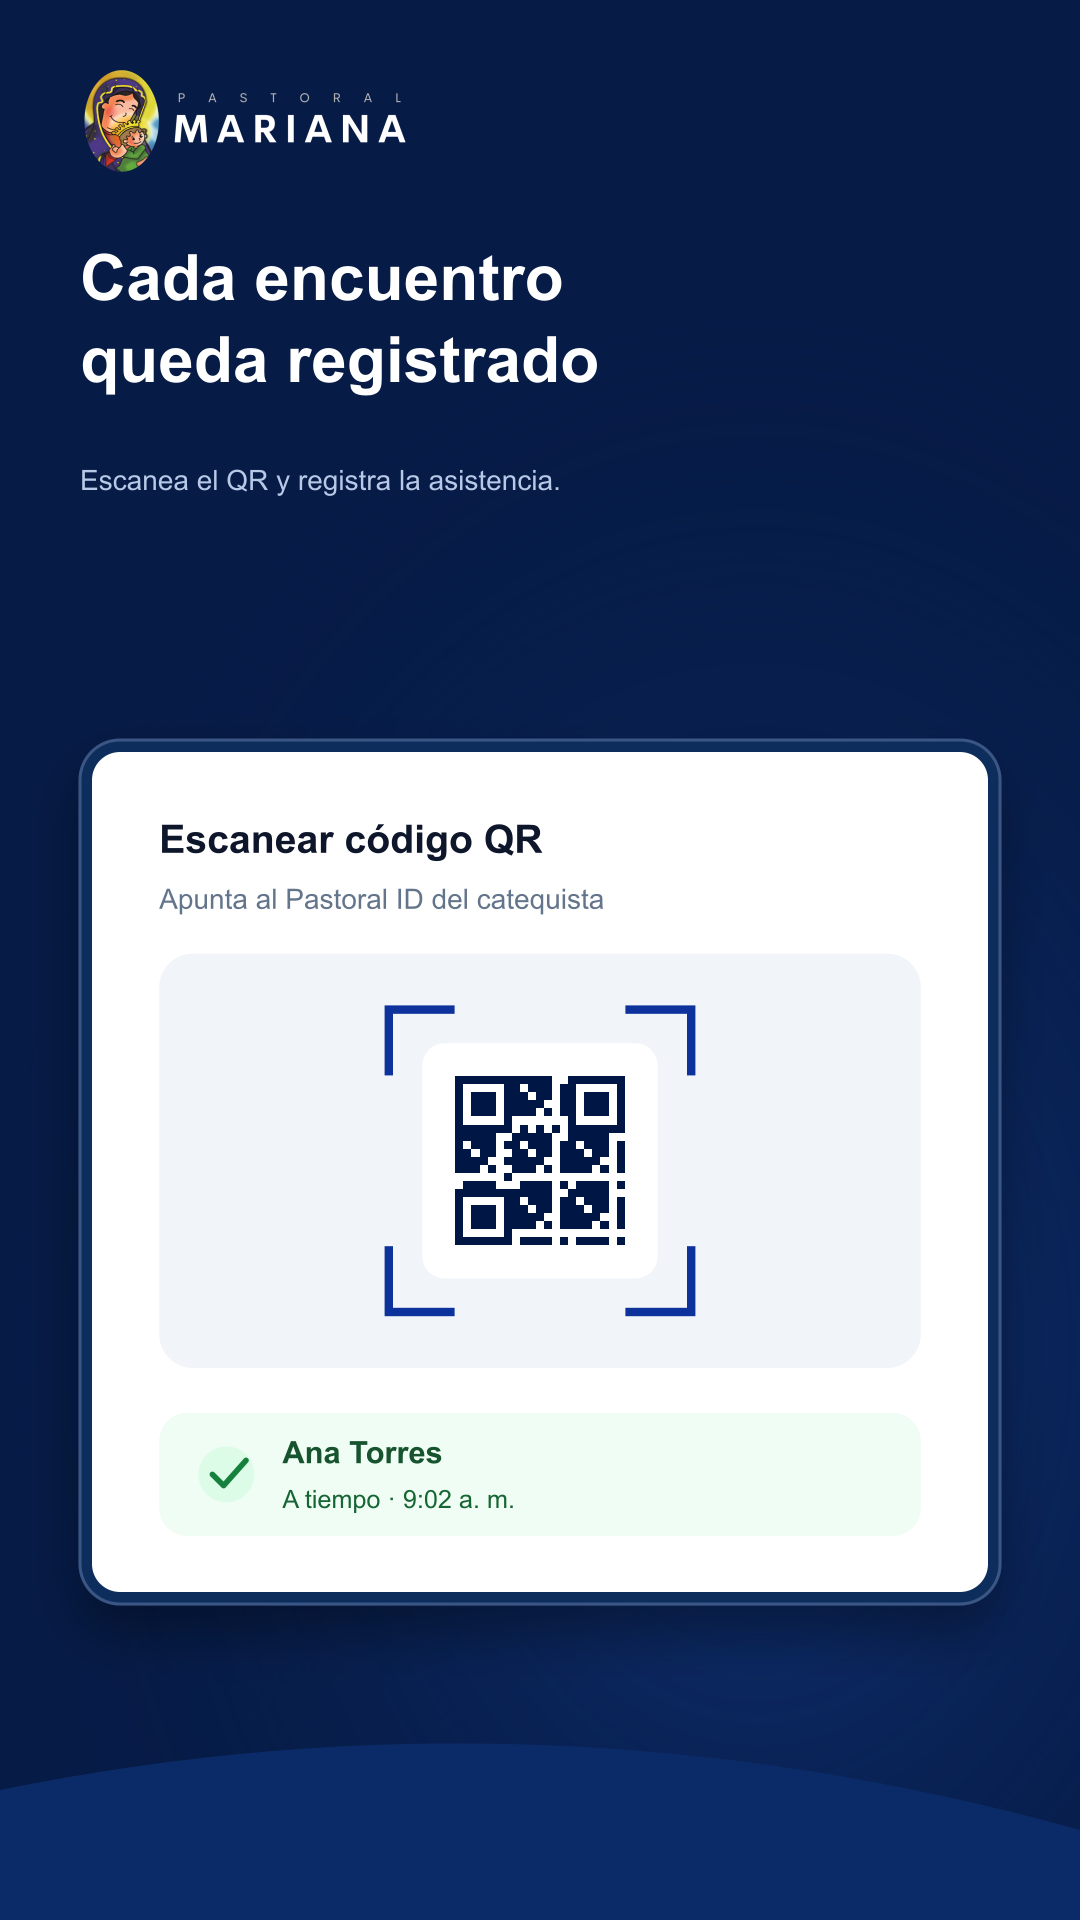 PASTORAL
MARIANA
Cada encuentro
queda registrado
Escanea el QR y registra la asistencia.
Escanear código QR
Apunta al Pastoral ID del catequista
Ana Torres
A tiempo · 9:02 a. m.